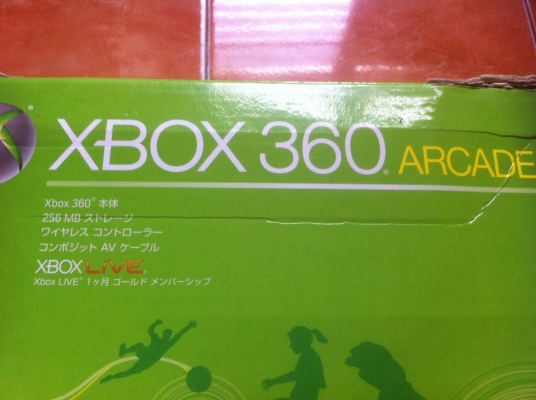 XBOX 360® ARCADE
Xbox 360® 本体
256 MB ストレージ
ワイヤレス コントローラー
コンポジット AV ケーブル
XBOX LIVE®
Xbox LIVE® 1ヶ月 ゴールド メンバーシップ